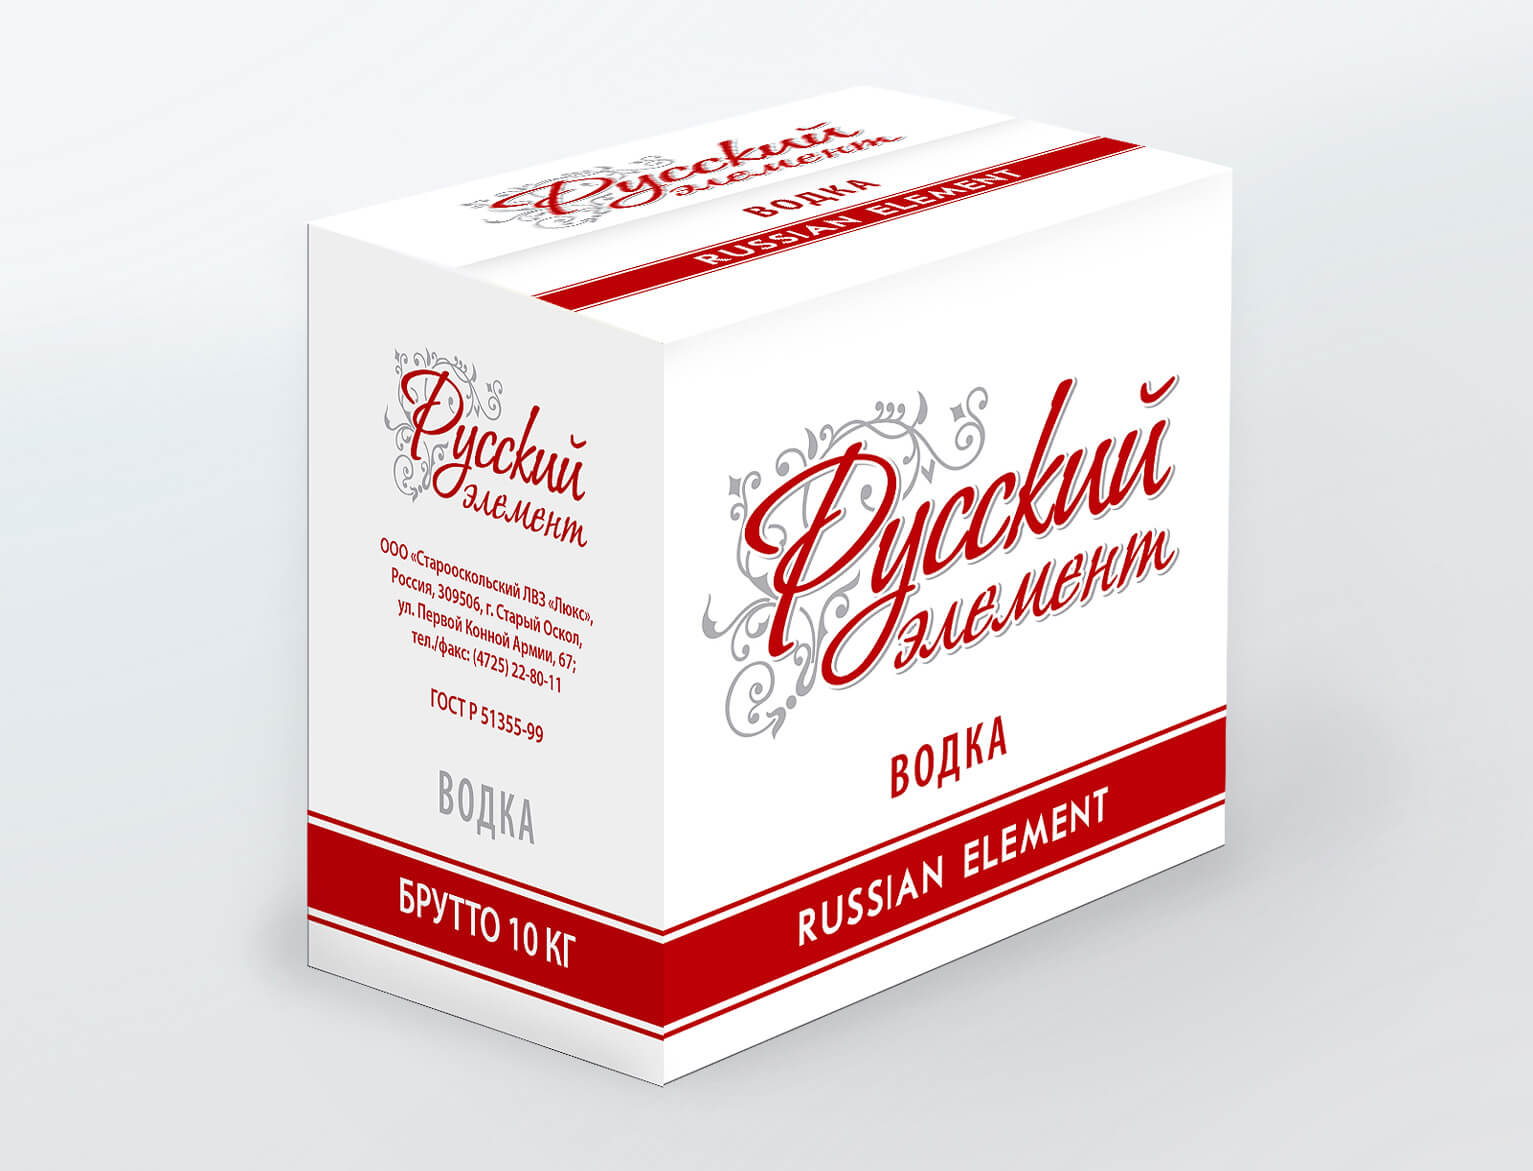 Русский
элемент
ВОДКА
RUSSIAN ELEMENT
Русский
элемент
ООО «Старооскольский ЛВЗ «Люкс»,
Россия, 309506, г. Старый Оскол,
ул. Первой Конной Армии, 67;
тел./факс: (4725) 22-80-11
ГОСТ Р 51355-99
ВОДКА
БРУТТО 10 КГ
Русский
элемент
ВОДКА
RUSSIAN ELEMENT